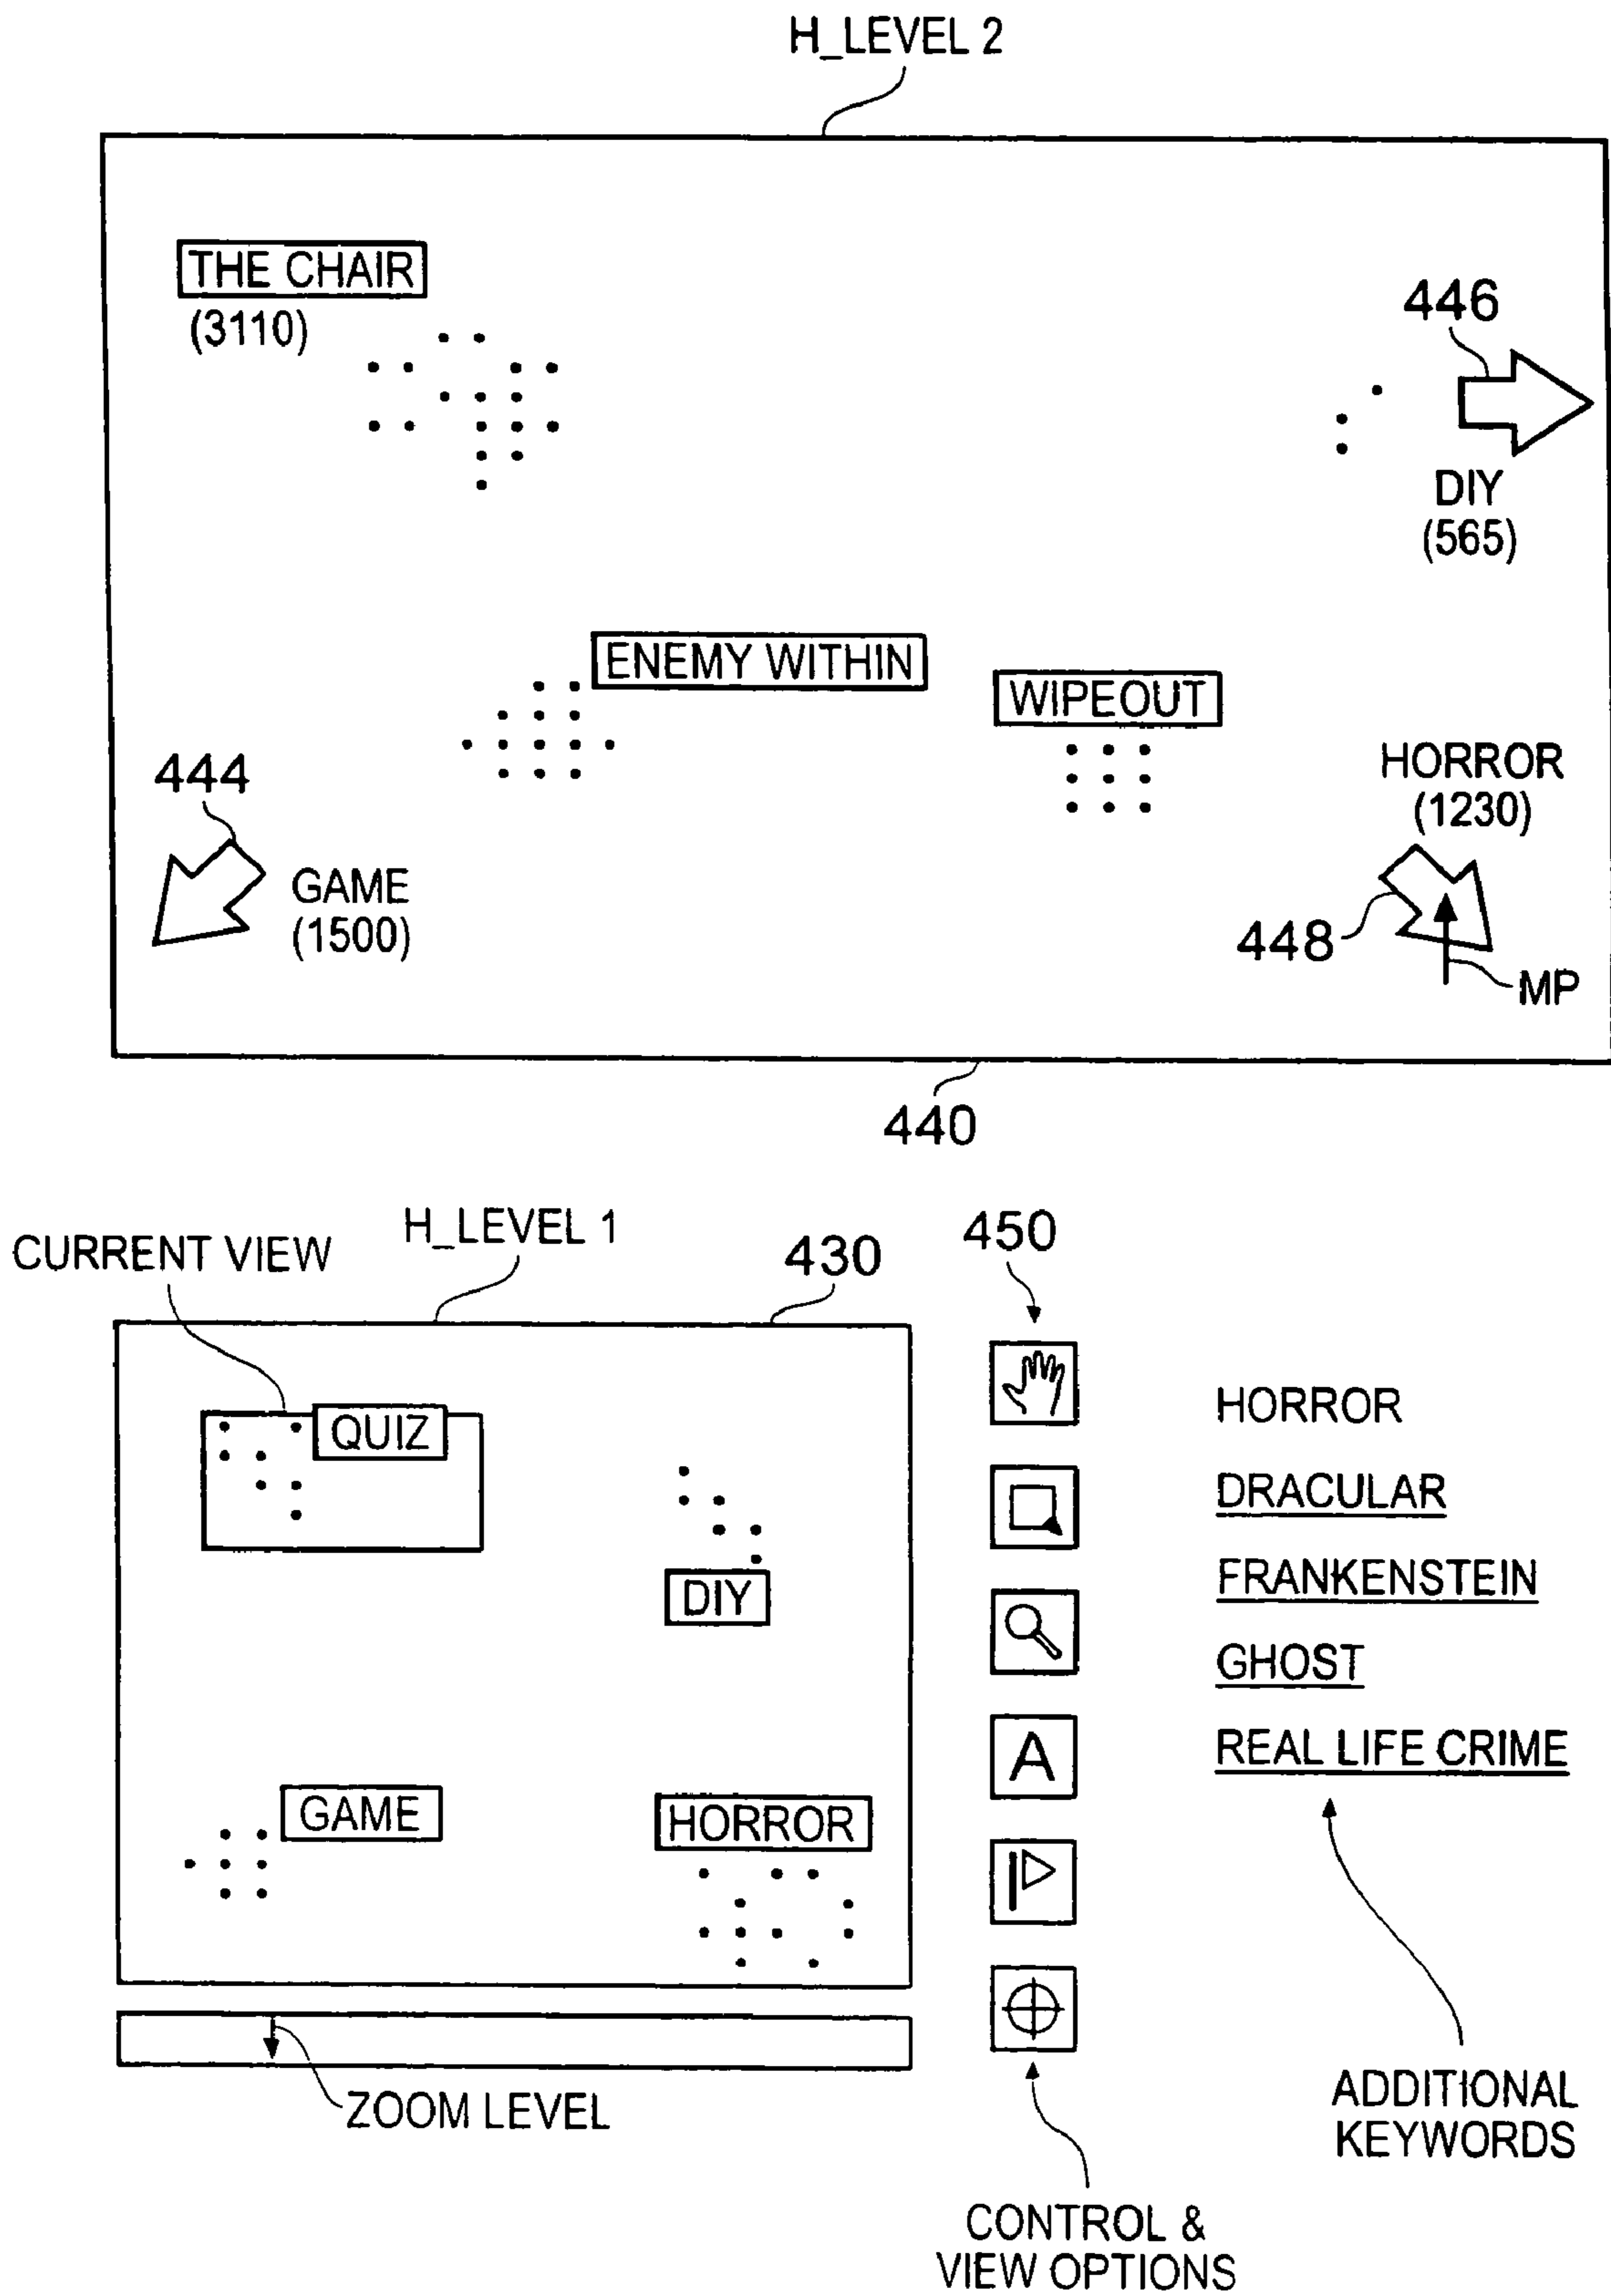 H_LEVEL 2
THE CHAIR
(3110)
446
DIY
(565)
ENEMY WITHIN
WIPEOUT
444
GAME
(1500)
HORROR
(1230)
448
MP
440
CURRENT VIEW
H_LEVEL 1
430
450
QUIZ
DIY
GAME
HORROR
ZOOM LEVEL
A
HORROR
DRACULAR
FRANKENSTEIN
GHOST
REAL LIFE CRIME
ADDITIONAL
KEYWORDS
CONTROL &
VIEW OPTIONS